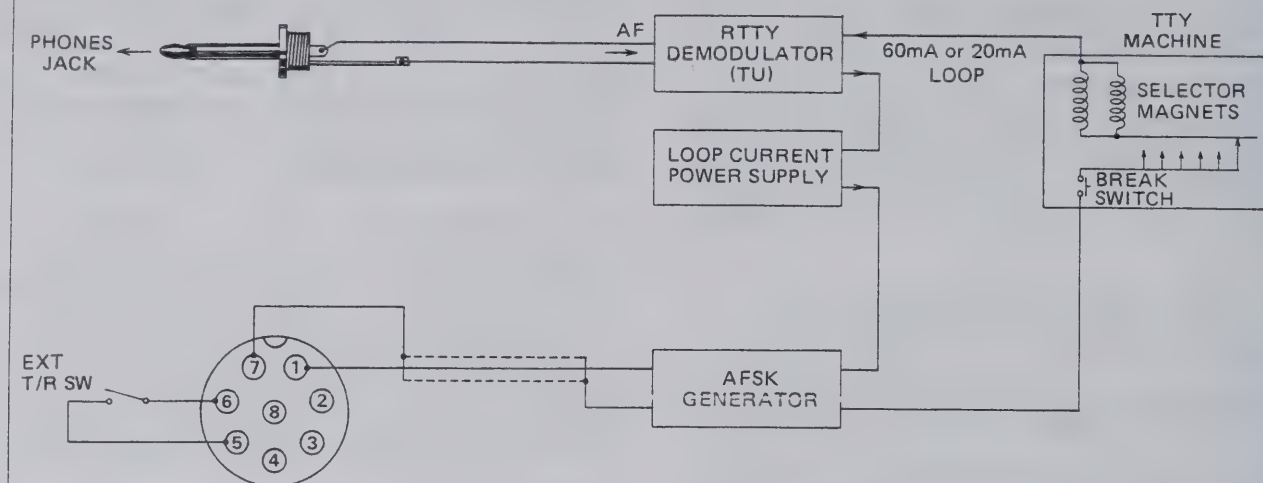 PHONES
JACK
AF
RTTY
DEMODULATOR
(TU)
60mA or 20mA
LOOP
TTY
MACHINE
SELECTOR
MAGNETS
LOOP CURRENT
POWER SUPPLY
BREAK
SWITCH
EXT
T/R SW
7
1
6
8
2
5
3
4
AFSK
GENERATOR